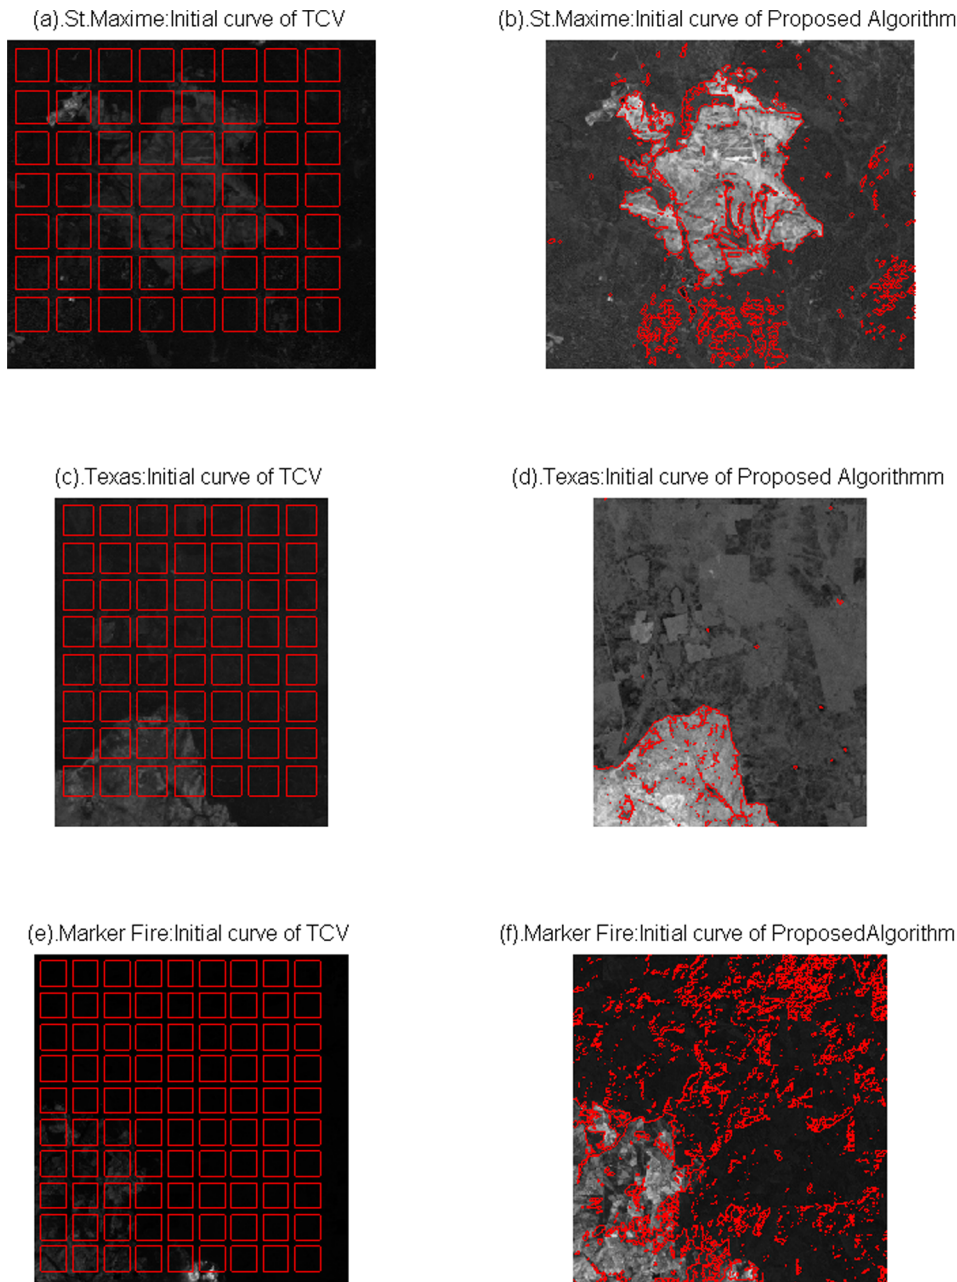 (a).St.Maxime:Initial curve of TCV
(b).St.Maxime:Initial curve of Proposed Algorithm
(c).Texas:Initial curve of TCV
(d).Texas:Initial curve of Proposed Algorithmm
(e).Marker Fire:Initial curve of TCV
(f).Marker Fire:Initial curve of ProposedAlgorithm